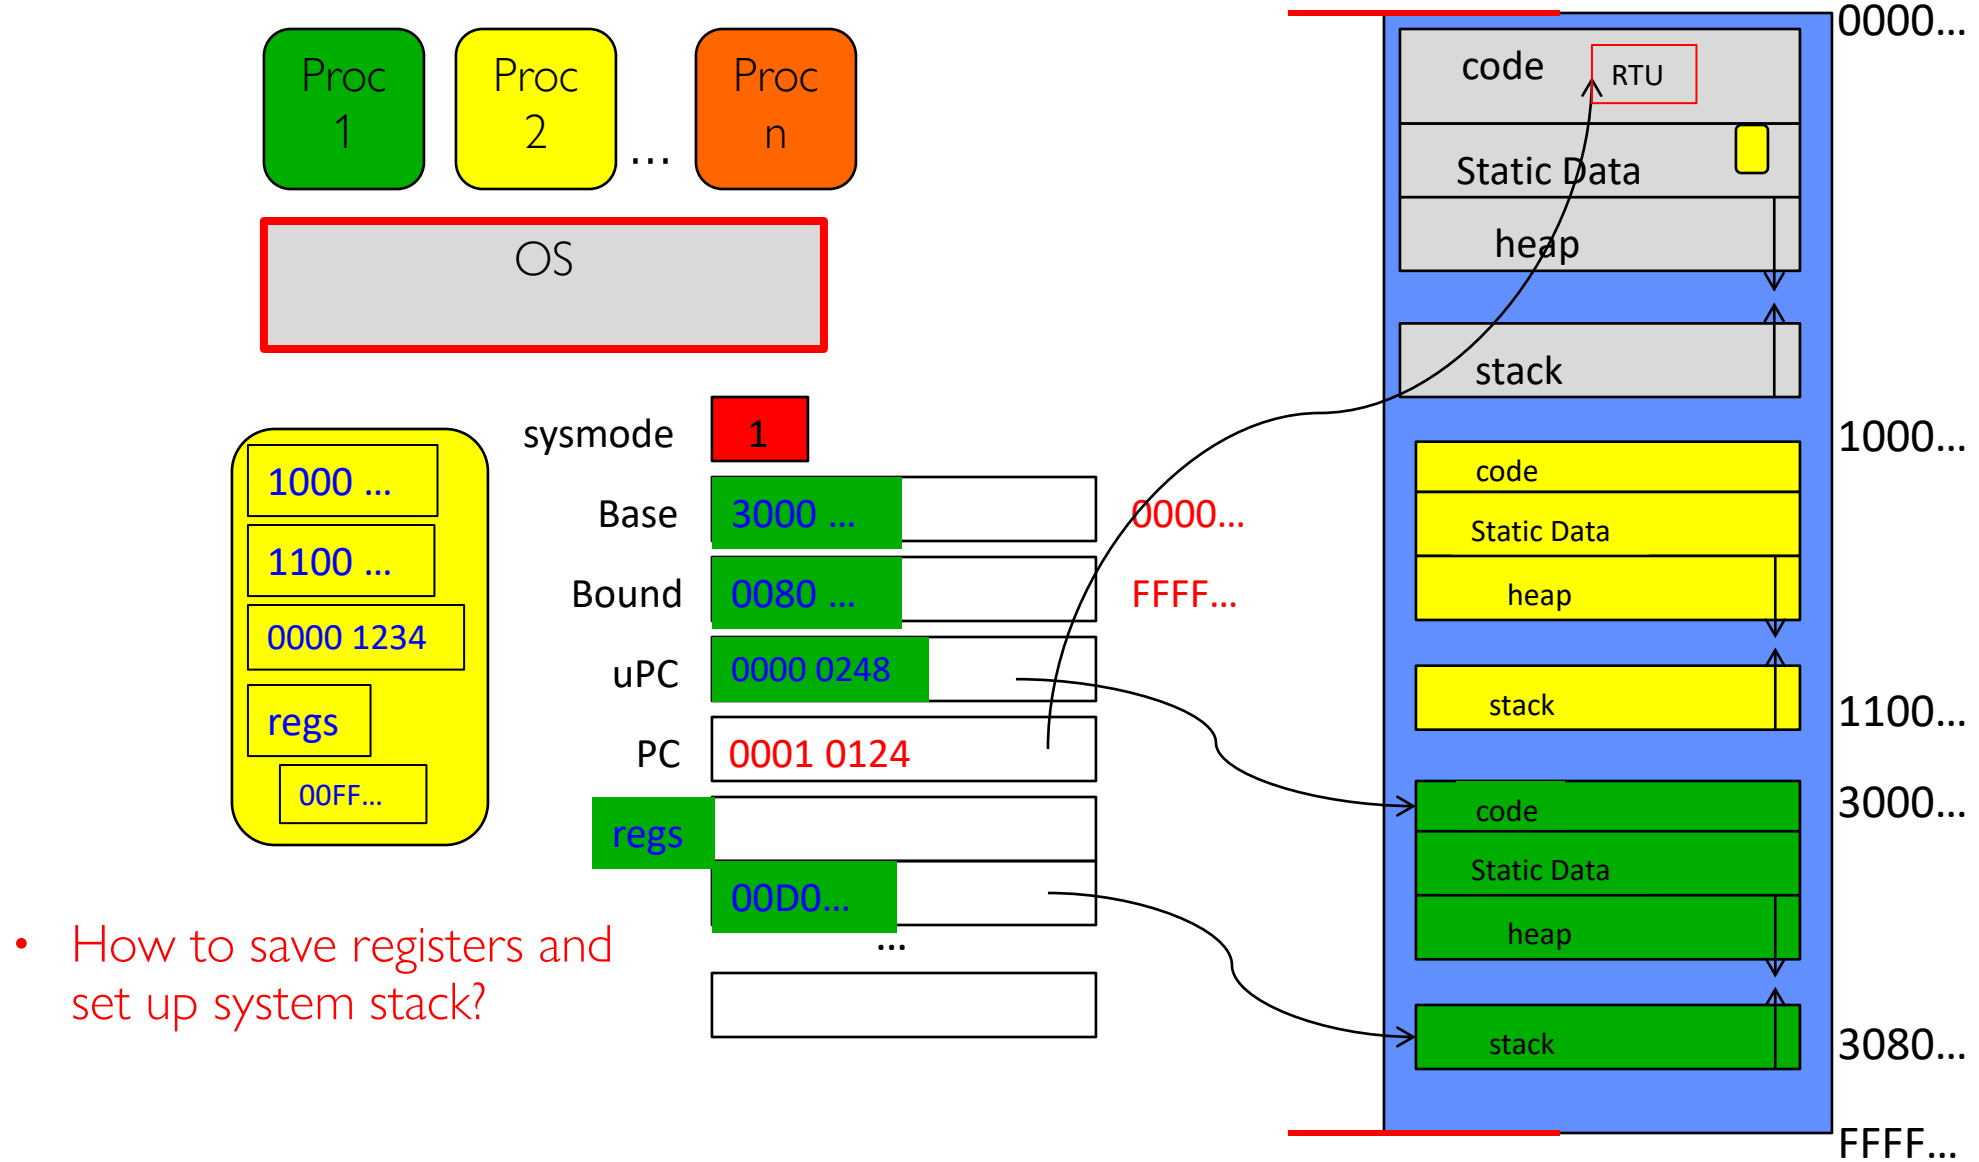 Proc
1
Proc
2
...
Proc
n
OS
sysmode
1
Base
3000 ...
0000...
Bound
0080 ...
FFFF...
uPC
0000 0248
PC
0001 0124
regs
00D0...
...
1000 ...
1100 ...
0000 1234
regs
00FF...
• How to save registers and
set up system stack?
0000...
code
RTU
Static Data
heap
stack
1000...
code
Static Data
heap
stack
1100...
3000...
code
Static Data
heap
stack
3080...
FFFF...